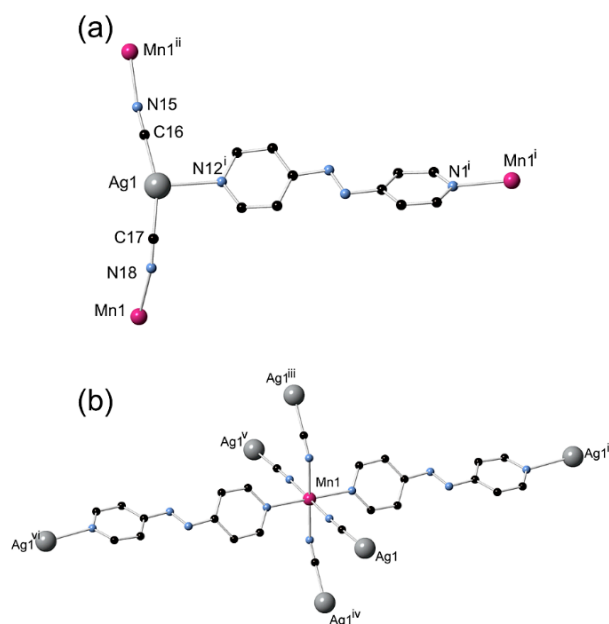 (a)
Mn1ii
N15
C16
N12i
N1i
Mn1i
Ag1
C17
N18
Mn1
(b)
Ag1iii
Ag1v
Mn1
Ag1i
Ag1vi
Ag1
Ag1iv